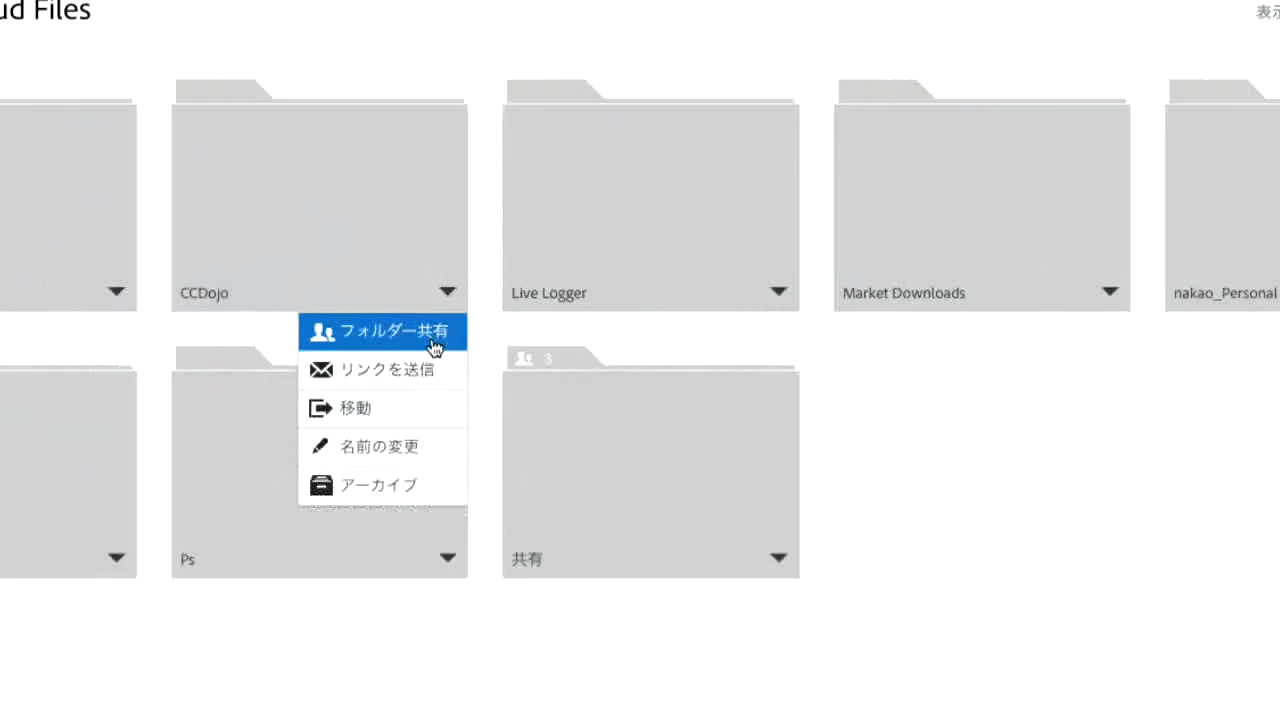 ud Files
表示
CCDojo
Live Logger
Market Downloads
nakao_Personal
フォルダー共有
リンクを送信
移動
名前の変更
アーカイブ
3
Ps
共有